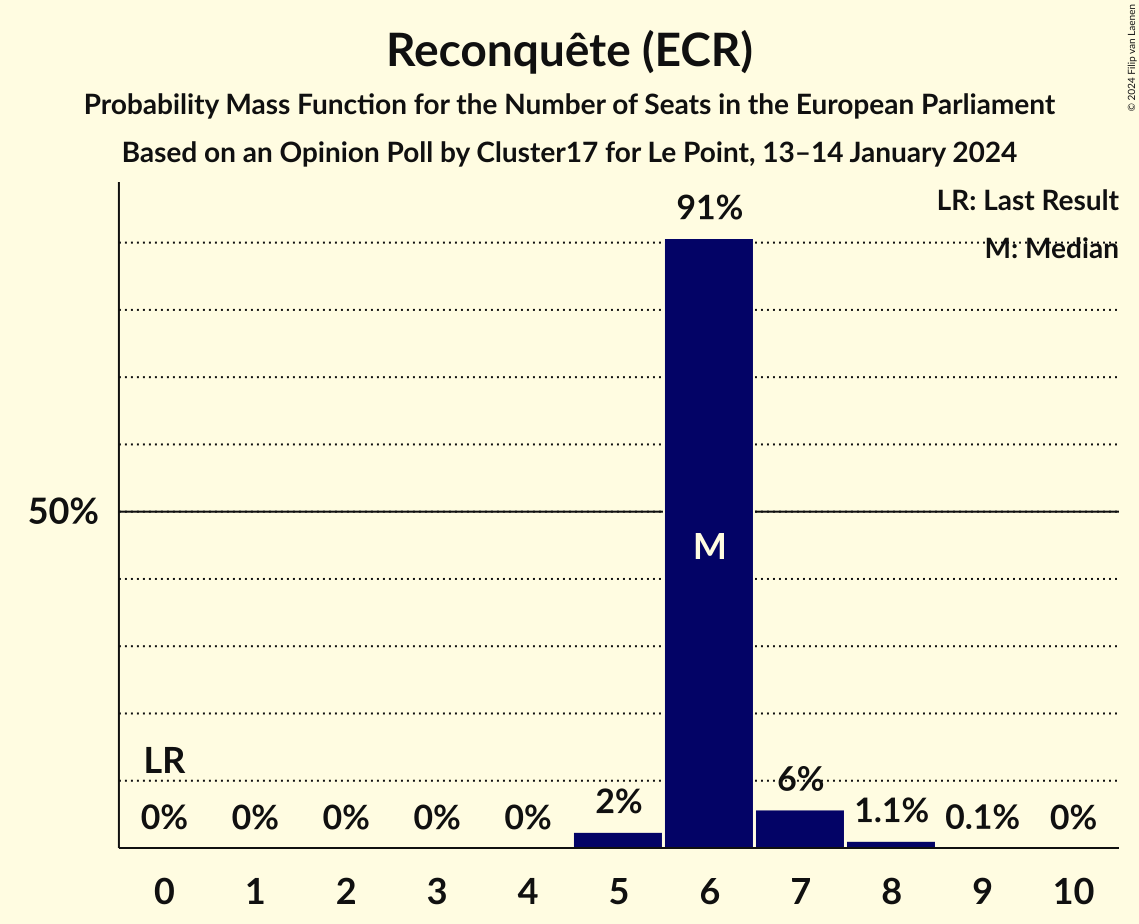 Reconquête (ECR)
Probability Mass Function for the Number of Seats in the European Parliament
Based on an Opinion Poll by Cluster17 for Le Point, 13–14 January 2024
© 2024 Filip van Laenen
LR: Last Result
M: Median
91%
50%
M
LR
0%
0%
0%
0%
0%
2%
6%
1.1%
0.1%
0%
0
1
2
3
4
5
6
7
8
9
10